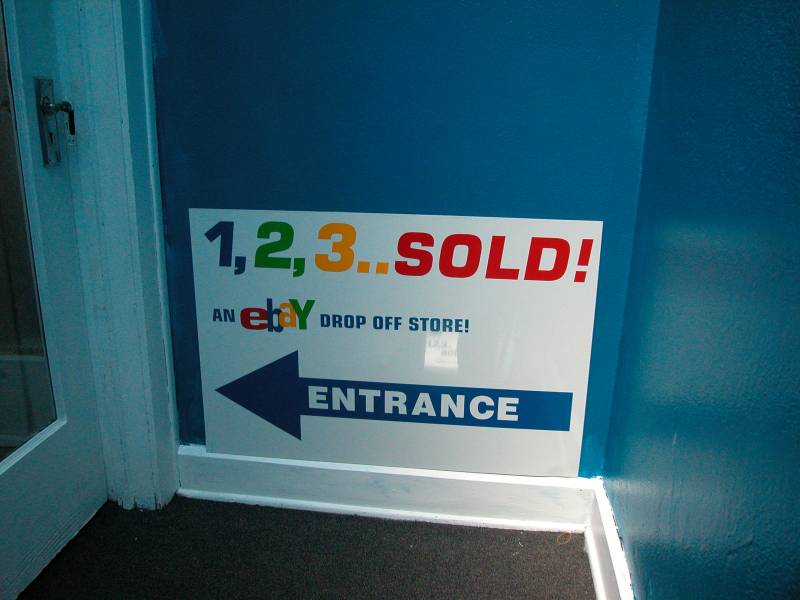 1,2,3..SOLD!
AN ebaY DROP OFF STORE!
ENTRANCE